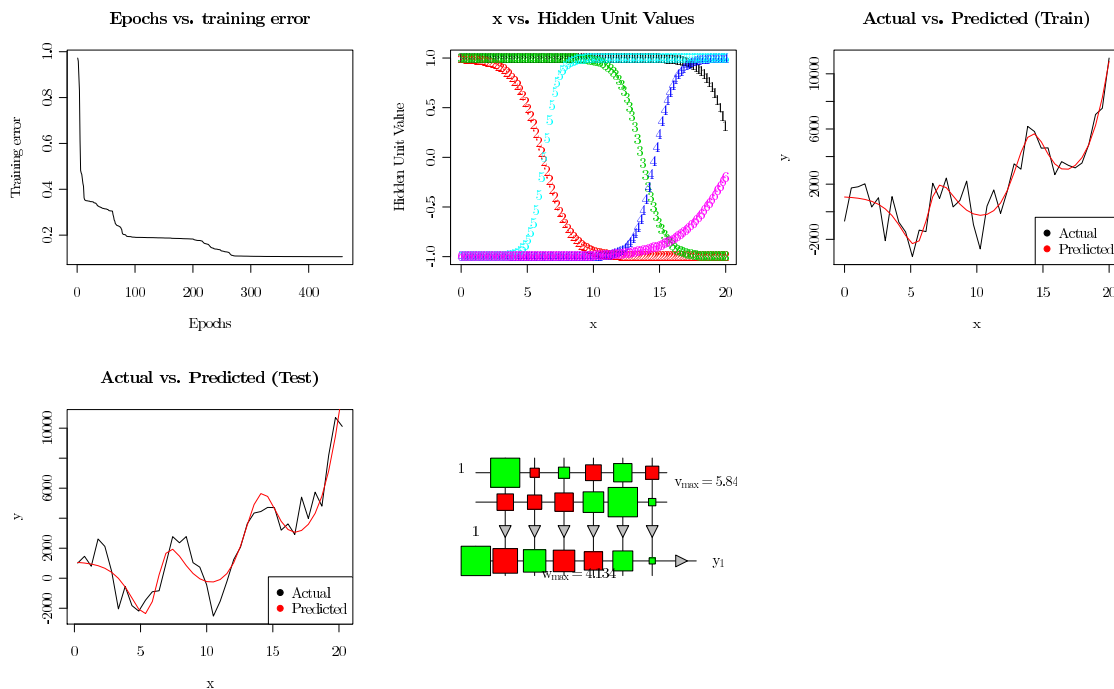 Epochs vs. training error
1.0
0.8
0.6
0.4
0.2
Training error
0 100 200 300 400
Epochs
x vs. Hidden Unit Values
1.0
0.5
0.0
-0.5
-1.0
Hidden Unit Value
0 5 10 15 20
x
Actual vs. Predicted (Train)
10000
6000
2000
-2000
y
Actual
Predicted
0 5 10 15 20
x
Actual vs. Predicted (Test)
10000
6000
2000
0
-2000
y
Actual
Predicted
0 5 10 15 20
x
1
vmax = 5.84
1
y1
wmax = 4.134